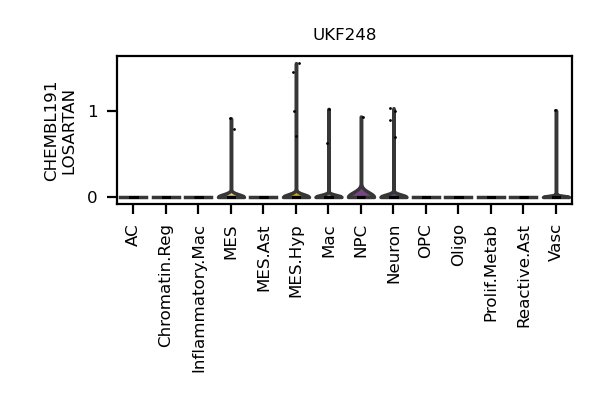 UKF248
CHEMBL191
LOSARTAN
1
0
AC
Chromatin.Reg
Inflammatory.Mac
MES
MES.Ast
MES.Hyp
Mac
NPC
Neuron
OPC
Oligo
Prolif.Metab
Reactive.Ast
Vasc